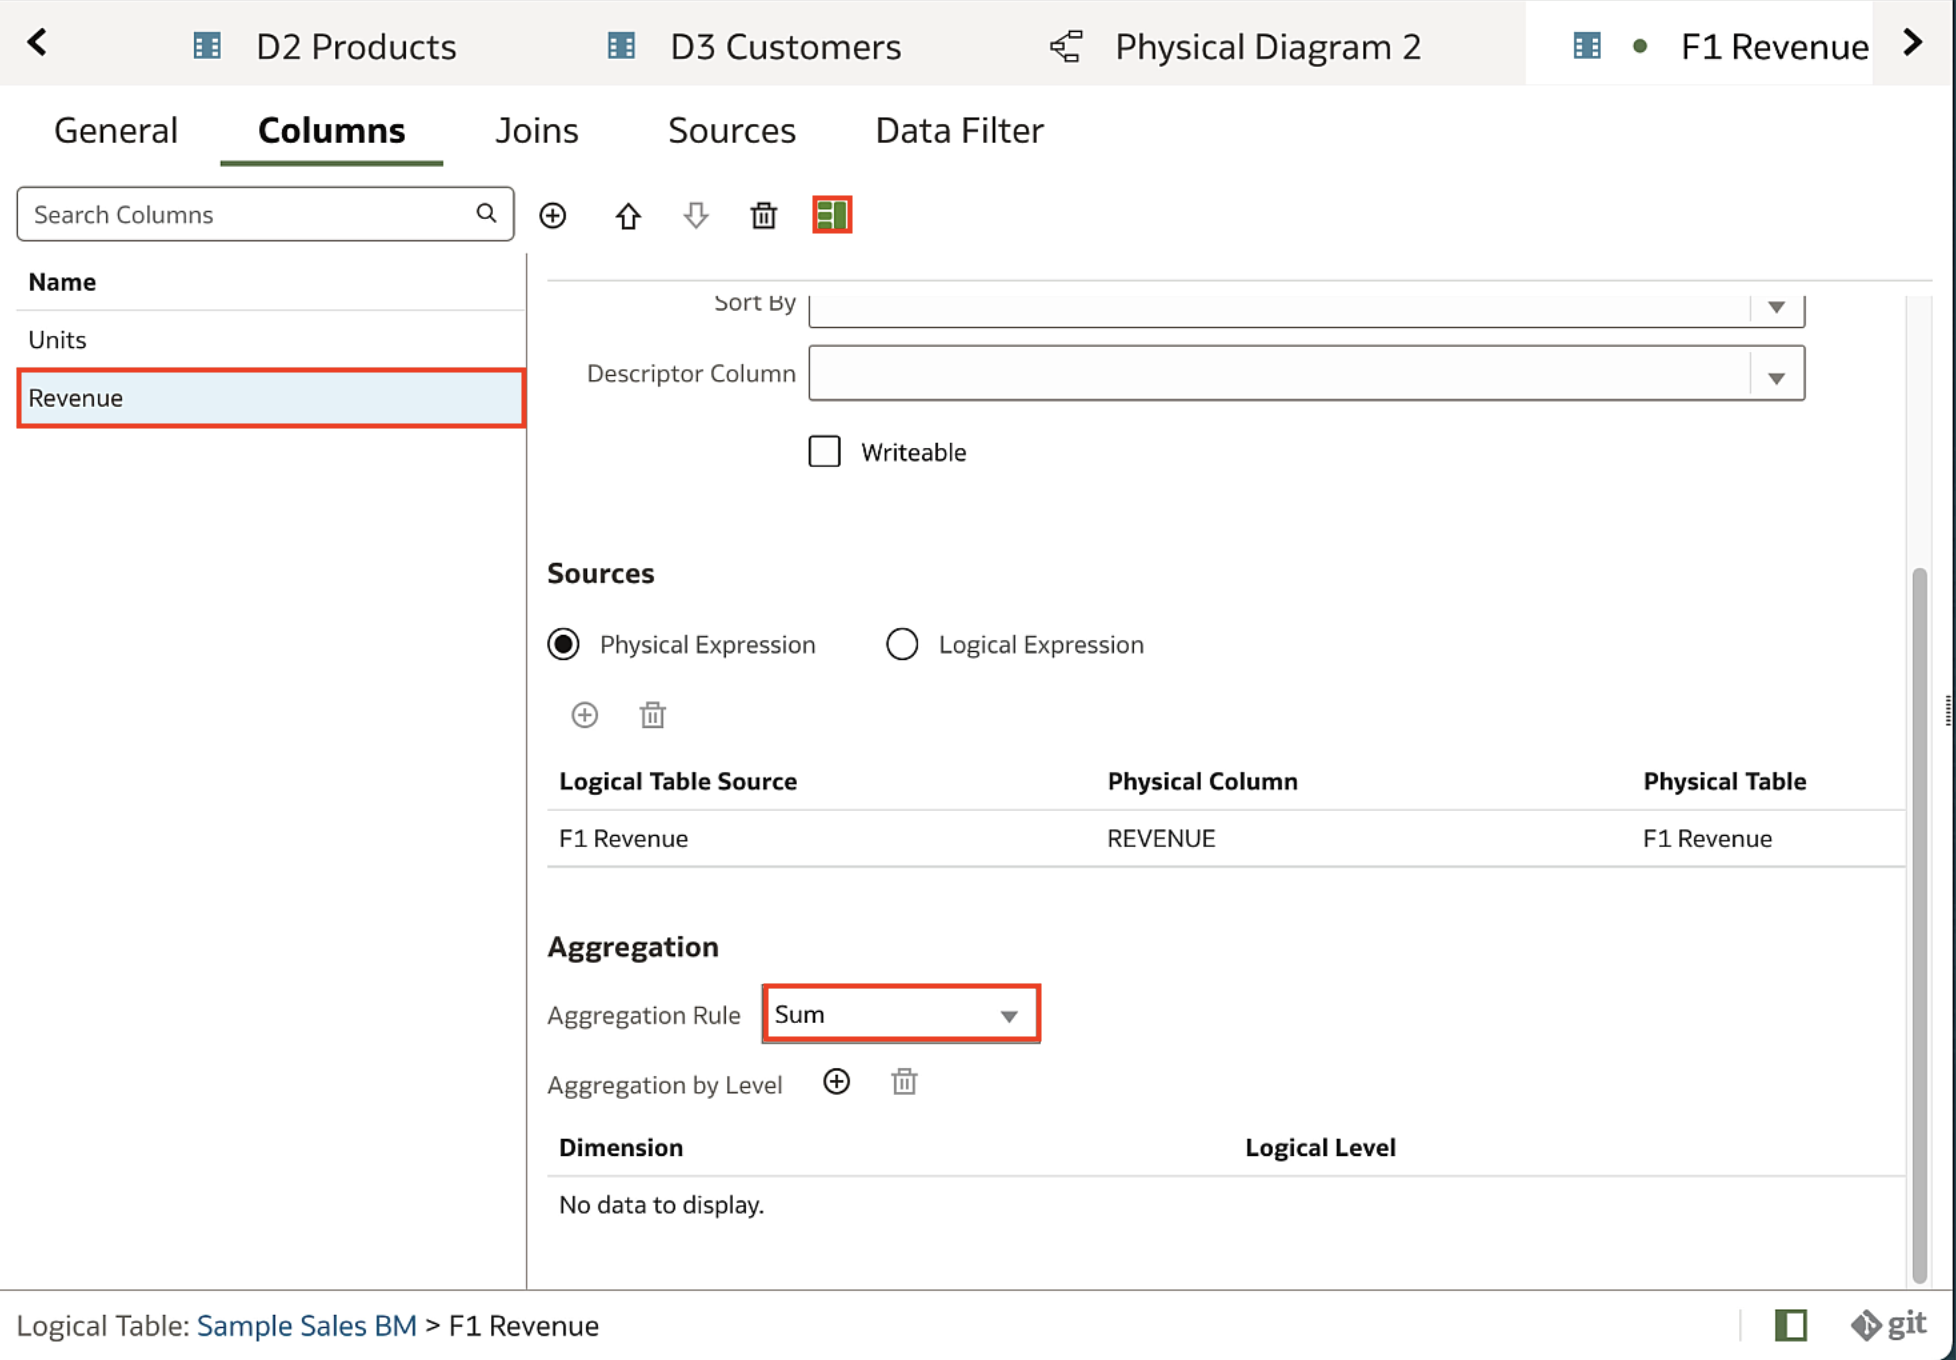 D2 Products D3 Customers Physical Diagram 2 F1 Revenue
General Columns Joins Sources Data Filter
Search Columns
Name
Units
Revenue
Sort By
Descriptor Column
Writeable
Sources
Physical Expression Logical Expression
Logical Table Source Physical Column Physical Table
F1 Revenue REVENUE F1 Revenue
Aggregation
Aggregation Rule Sum
Aggregation by Level
Dimension Logical Level
No data to display.
Logical Table: Sample Sales BM > F1 Revenue git